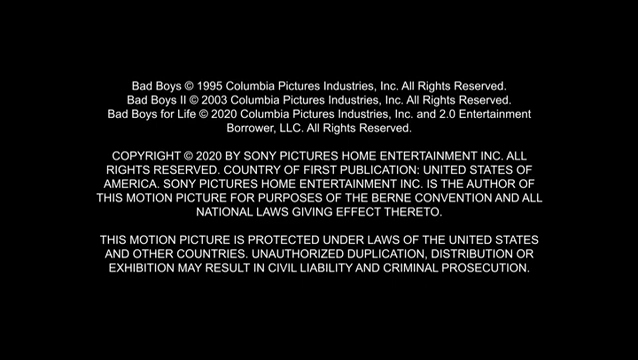 Bad Boys © 1995 Columbia Pictures Industries, Inc. All Rights Reserved.
Bad Boys II © 2003 Columbia Pictures Industries, Inc. All Rights Reserved.
Bad Boys for Life © 2020 Columbia Pictures Industries, Inc. and 2.0 Entertainment
Borrower, LLC. All Rights Reserved.
COPYRIGHT © 2020 BY SONY PICTURES HOME ENTERTAINMENT INC. ALL
RIGHTS RESERVED. COUNTRY OF FIRST PUBLICATION: UNITED STATES OF
AMERICA. SONY PICTURES HOME ENTERTAINMENT INC. IS THE AUTHOR OF
THIS MOTION PICTURE FOR PURPOSES OF THE BERNE CONVENTION AND ALL
NATIONAL LAWS GIVING EFFECT THERETO.
THIS MOTION PICTURE IS PROTECTED UNDER LAWS OF THE UNITED STATES
AND OTHER COUNTRIES. UNAUTHORIZED DUPLICATION, DISTRIBUTION OR
EXHIBITION MAY RESULT IN CIVIL LIABILITY AND CRIMINAL PROSECUTION.